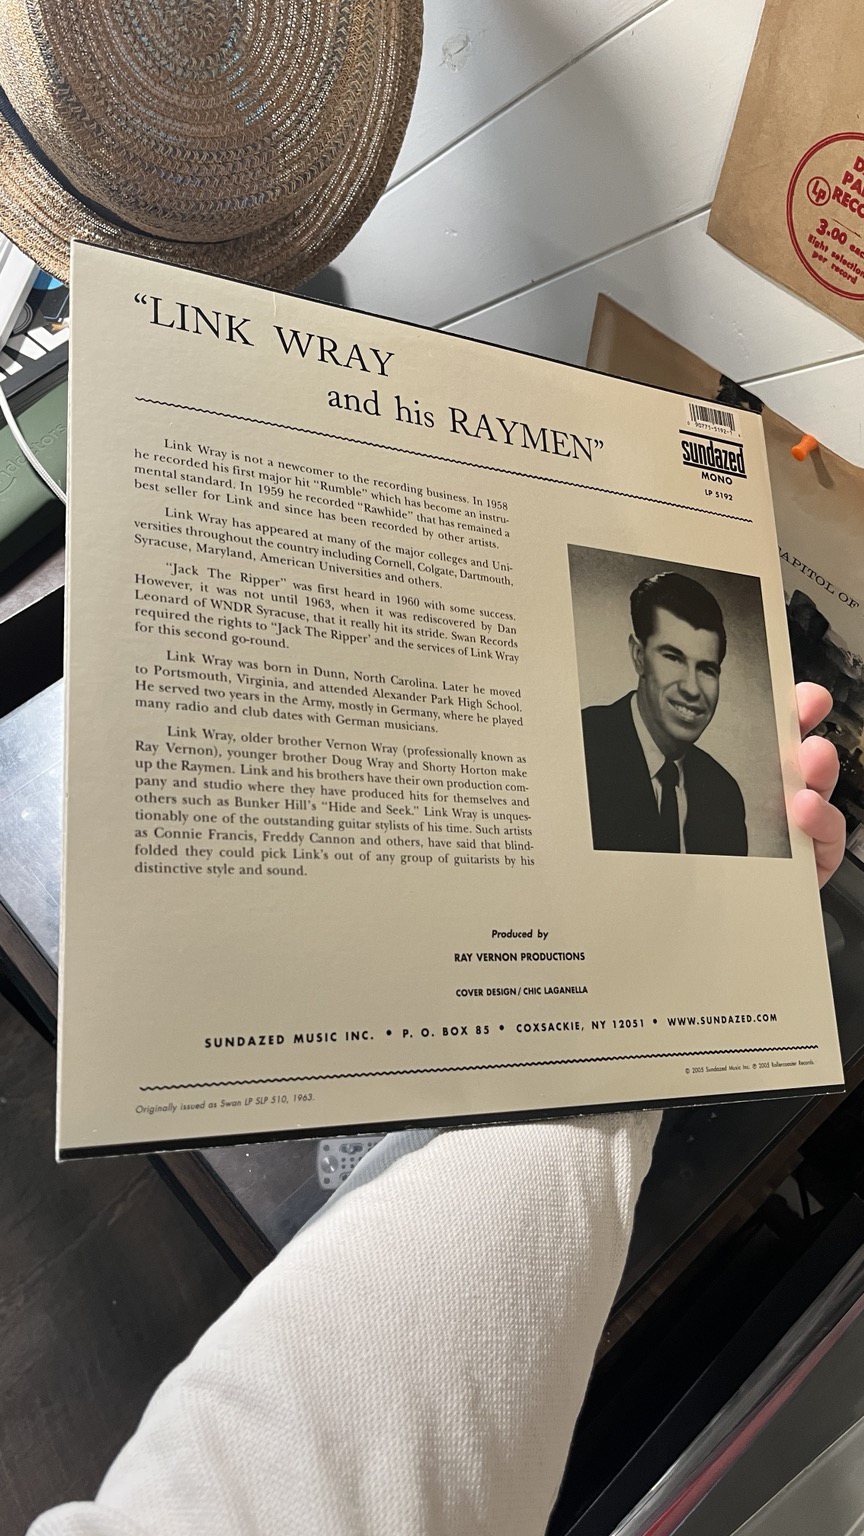 “LINK WRAY
and his RAYMEN”
sundazed
MONO
LP 5192
Link Wray is not a newcomer to the recording business. In 1958
he recorded his first major hit “Rumble” which has become an instru-
mental standard. In 1959 he recorded “Rawhide” that has remained a
best seller for Link and since has been recorded by other artists.
Link Wray has appeared at many of the major colleges and Uni-
versities throughout the country including Cornell, Colgate, Dartmouth,
Syracuse, Maryland, American Universities and others.
“Jack The Ripper” was first heard in 1960 with some success.
However, it was not until 1963, when it was rediscovered by Dan
Leonard of WNDR Syracuse, that it really hit its stride. Swan Records
required the rights to “Jack The Ripper’ and the services of Link Wray
for this second go-round.
Link Wray was born in Dunn, North Carolina. Later he moved
to Portsmouth, Virginia, and attended Alexander Park High School.
He served two years in the Army, mostly in Germany, where he played
many radio and club dates with German musicians.
Link Wray, older brother Vernon Wray (professionally known as
Ray Vernon), younger brother Doug Wray and Shorty Horton make
up the Raymen. Link and his brothers have their own production com-
pany and studio where they have produced hits for themselves and
others such as Bunker Hill’s “Hide and Seek.” Link Wray is unques-
tionably one of the outstanding guitar stylists of his time. Such artists
as Connie Francis, Freddy Cannon and others, have said that blind-
folded they could pick Link’s out of any group of guitarists by his
distinctive style and sound.
Produced by
RAY VERNON PRODUCTIONS
COVER DESIGN / CHIC LAGANELLA
SUNDAZED MUSIC INC. • P. O. BOX 85 • COXSACKIE, NY 12051 • WWW.SUNDAZED.COM
© 2005 Sundazed Music Inc. ℗ 2005 Rollercoaster Records.
Originally issued as Swan LP SLP 510, 1963.
LP
3.00
per record
APITOL OF